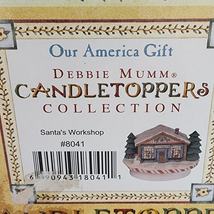 Our America Gift
DEBBIE MUMM®
CANDLETOPPERS
COLLECTION
Santa's Workshop
#8041
6 90943 18041 1